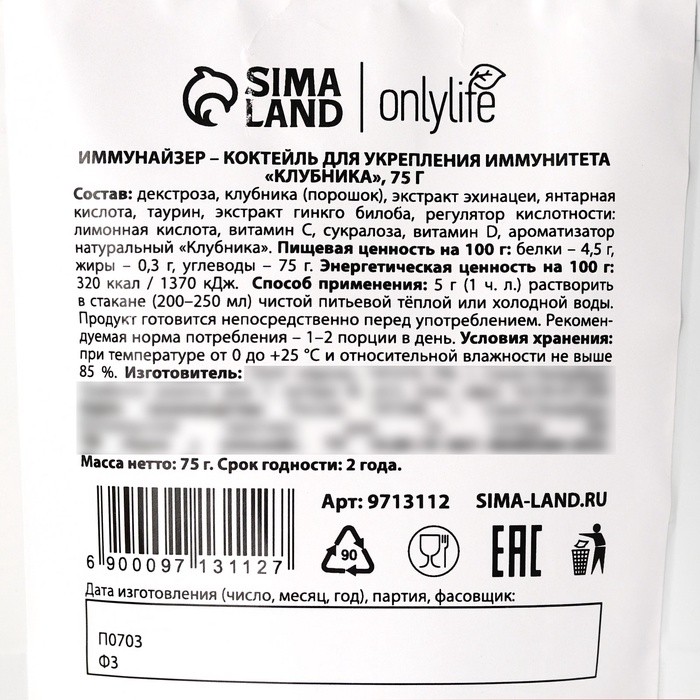 SIMA LAND onlylife
ИММУНАЙЗЕР – КОКТЕЙЛЬ ДЛЯ УКРЕПЛЕНИЯ ИММУНИТЕТА
«КЛУБНИКА», 75 Г
Состав: декстроза, клубника (порошок), экстракт эхинацеи, янтарная
кислота, таурин, экстракт гинкго билоба, регулятор кислотности:
лимонная кислота, витамин С, сукралоза, витамин D, ароматизатор
натуральный «Клубника». Пищевая ценность на 100 г: белки – 4,5 г,
жиры – 0,3 г, углеводы – 75 г. Энергетическая ценность на 100 г:
320 ккал / 1370 кДж. Способ применения: 5 г (1 ч. л.) растворить
в стакане (200–250 мл) чистой питьевой тёплой или холодной воды.
Продукт готовится непосредственно перед употреблением. Рекомен-
дуемая норма потребления – 1–2 порции в день. Условия хранения:
при температуре от 0 до +25 °С и относительной влажности не выше
85 %. Изготовитель:
Масса нетто: 75 г. Срок годности: 2 года.
Арт: 9713112 SIMA-LAND.RU
90 EAC
6 900097 131127
Дата изготовления (число, месяц, год), партия, фасовщик:
П0703
Ф3